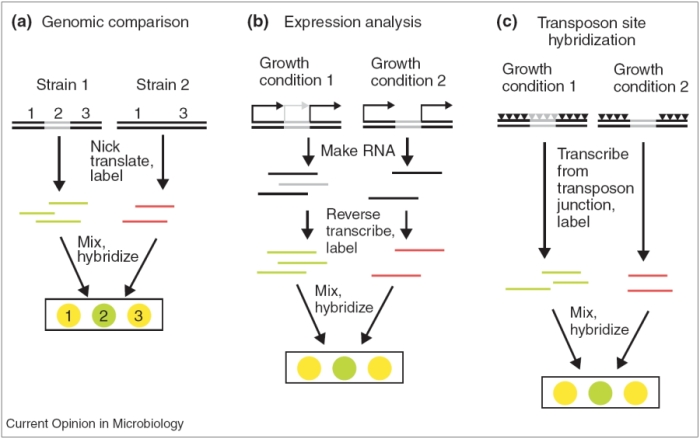 (a) Genomic comparison
Strain 1 Strain 2
1 2 3 1 3
Nick
translate,
label
Mix,
hybridize
1 2 3
(b) Expression analysis
Growth
condition 1
Growth
condition 2
Make RNA
Reverse
transcribe,
label
Mix,
hybridize
(c) Transposon site
hybridization
Growth
condition 1
Growth
condition 2
Transcribe
from
transposon
junction,
label
Mix,
hybridize
Current Opinion in Microbiology